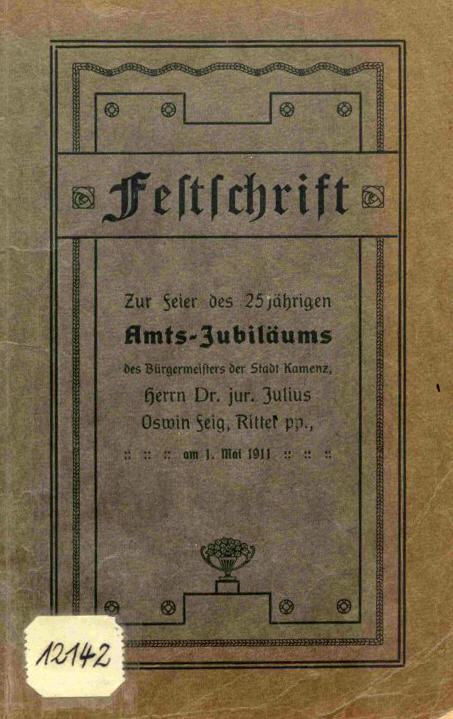 Festschrift
Zur Feier des 25jährigen
Amts-Jubiläums
des Bürgermeisters der Stadt Kamenz,
Herrn Dr. jur. Julius
Oswin Feig, Ritter pp.,
:: :: :: am 1. Mai 1911 :: :: ::
12142